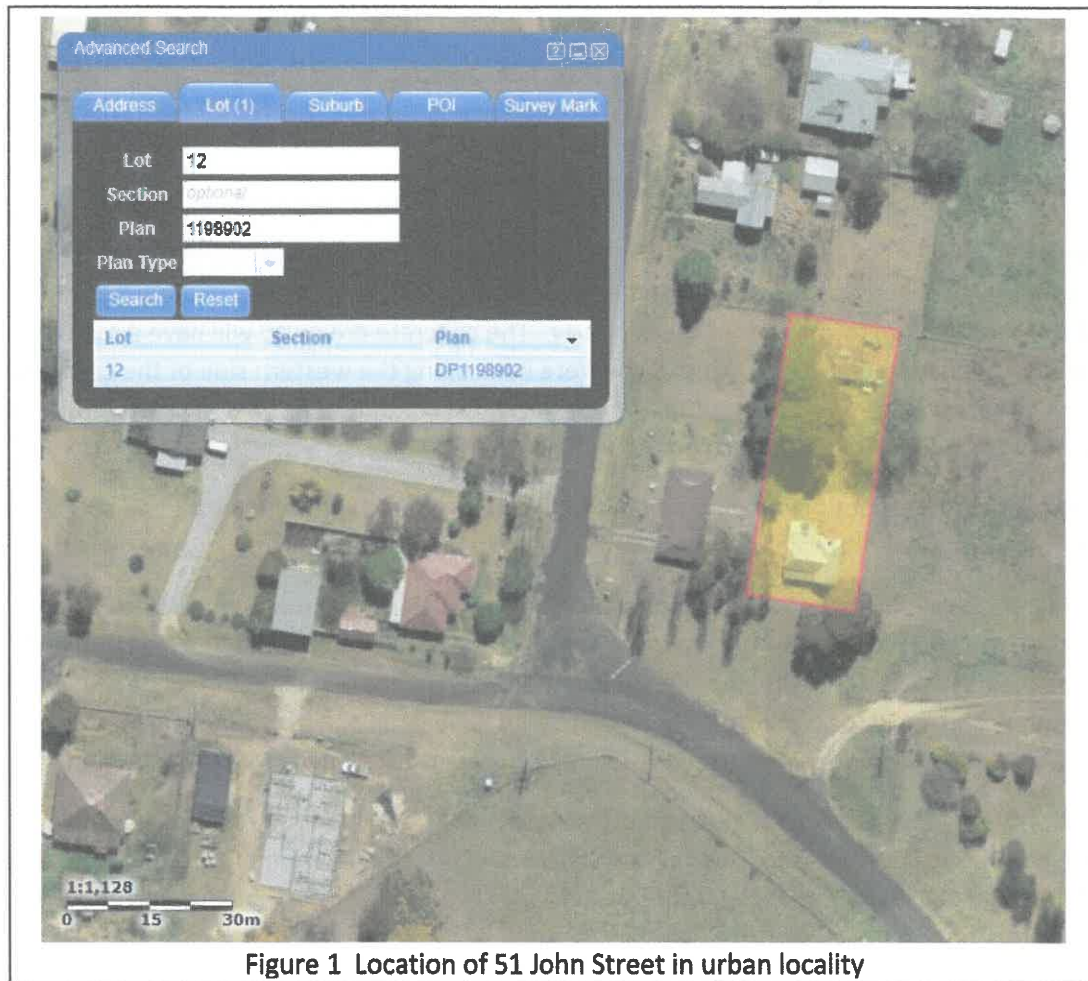 Advanced Search
Address Lot (1) Suburb POI Survey Mark
Lot 12
Section optional
Plan 1198902
Plan Type
Search Reset
Lot Section Plan
12 DP1198902
1:1,128
0 15 30m
Figure 1 Location of 51 John Street in urban locality